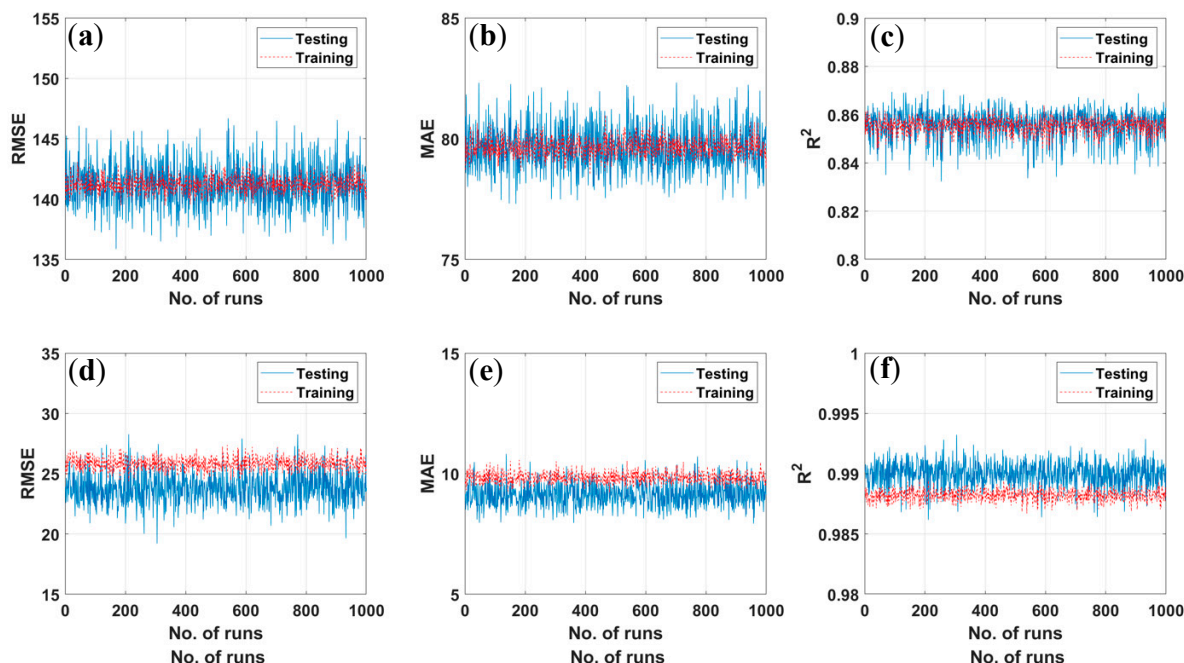 (a)
155
150
145
140
135
RMSE
0 200 400 600 800 1000
No. of runs
Testing
Training
(b)
85
80
75
MAE
0 200 400 600 800 1000
No. of runs
Testing
Training
(c)
0.9
0.88
0.86
0.84
0.82
0.8
R²
0 200 400 600 800 1000
No. of runs
Testing
Training
(d)
35
30
25
20
15
RMSE
0 200 400 600 800 1000
No. of runs
No. of runs
Testing
Training
(e)
15
10
5
MAE
0 200 400 600 800 1000
No. of runs
No. of runs
Testing
Training
(f)
1
0.995
0.99
0.985
0.98
R²
0 200 400 600 800 1000
No. of runs
No. of runs
Testing
Training